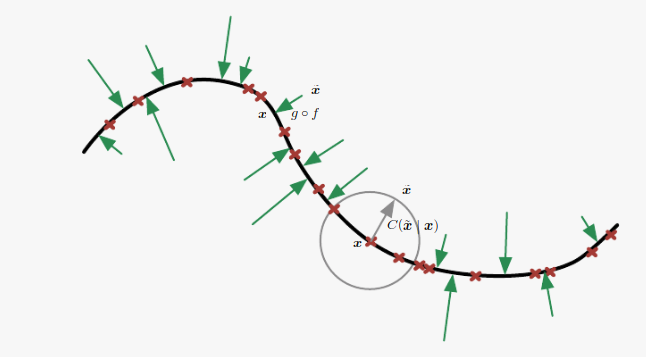 x̃
x
g ∘ f
x̃
C(x̃ | x)
x